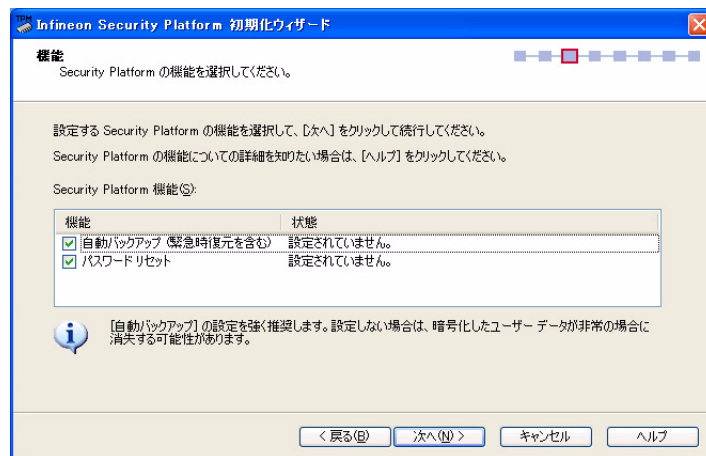 TPM
Infineon Security Platform 初期化ウィザード
機能
Security Platform の機能を選択してください。
設定する Security Platform の機能を選択して、[次へ] をクリックして続行してください。
Security Platform の機能についての詳細を知りたい場合は、[ヘルプ] をクリックしてください。
Security Platform 機能(S):
機能 状態
自動バックアップ (緊急時復元を含む) 設定されていません。
パスワード リセット 設定されていません。
[自動バックアップ] の設定を強く推奨します。設定しない場合は、暗号化したユーザー データが非常の場合に
消失する可能性があります。
< 戻る(B) 次へ(N) > キャンセル ヘルプ